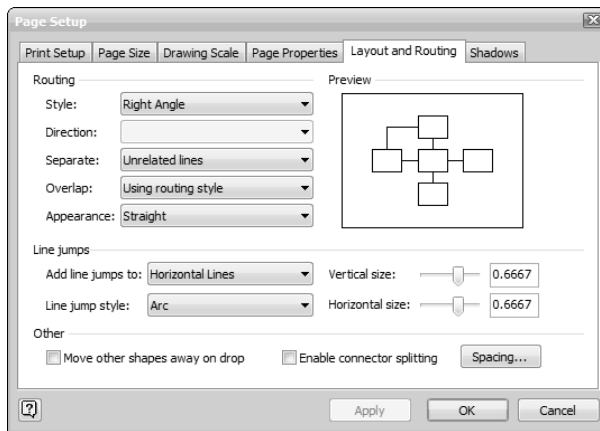 Page Setup
Print Setup Page Size Drawing Scale Page Properties Layout and Routing Shadows
Routing
Preview
Style: Right Angle
Direction:
Separate: Unrelated lines
Overlap: Using routing style
Appearance: Straight
Line jumps
Add line jumps to: Horizontal Lines Vertical size: 0.6667
Line jump style: Arc Horizontal size: 0.6667
Other
Move other shapes away on drop Enable connector splitting Spacing...
? Apply OK Cancel